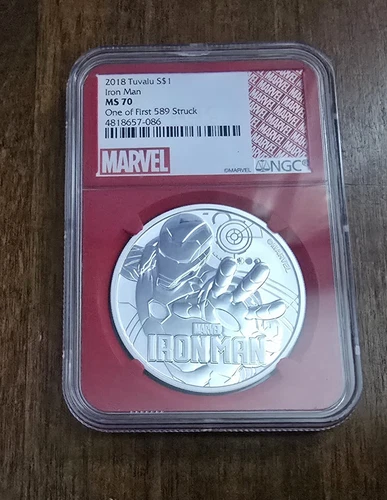 2018 Tuvalu S$1
Iron Man
MS 70
One of First 589 Struck
4818657-086
MARVEL
©MARVEL NGC
©MARVEL
MARVEL
IRON MAN